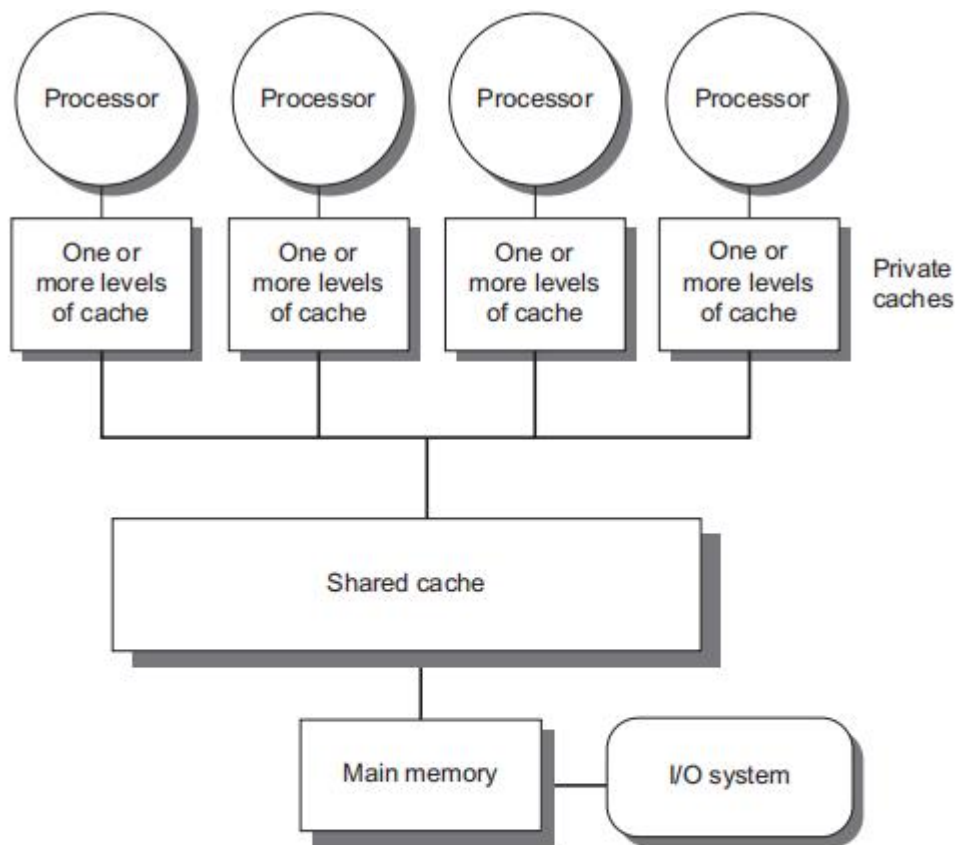 Processor
Processor
Processor
Processor
One or
more levels
of cache
One or
more levels
of cache
One or
more levels
of cache
One or
more levels
of cache
Private
caches
Shared cache
Main memory
I/O system